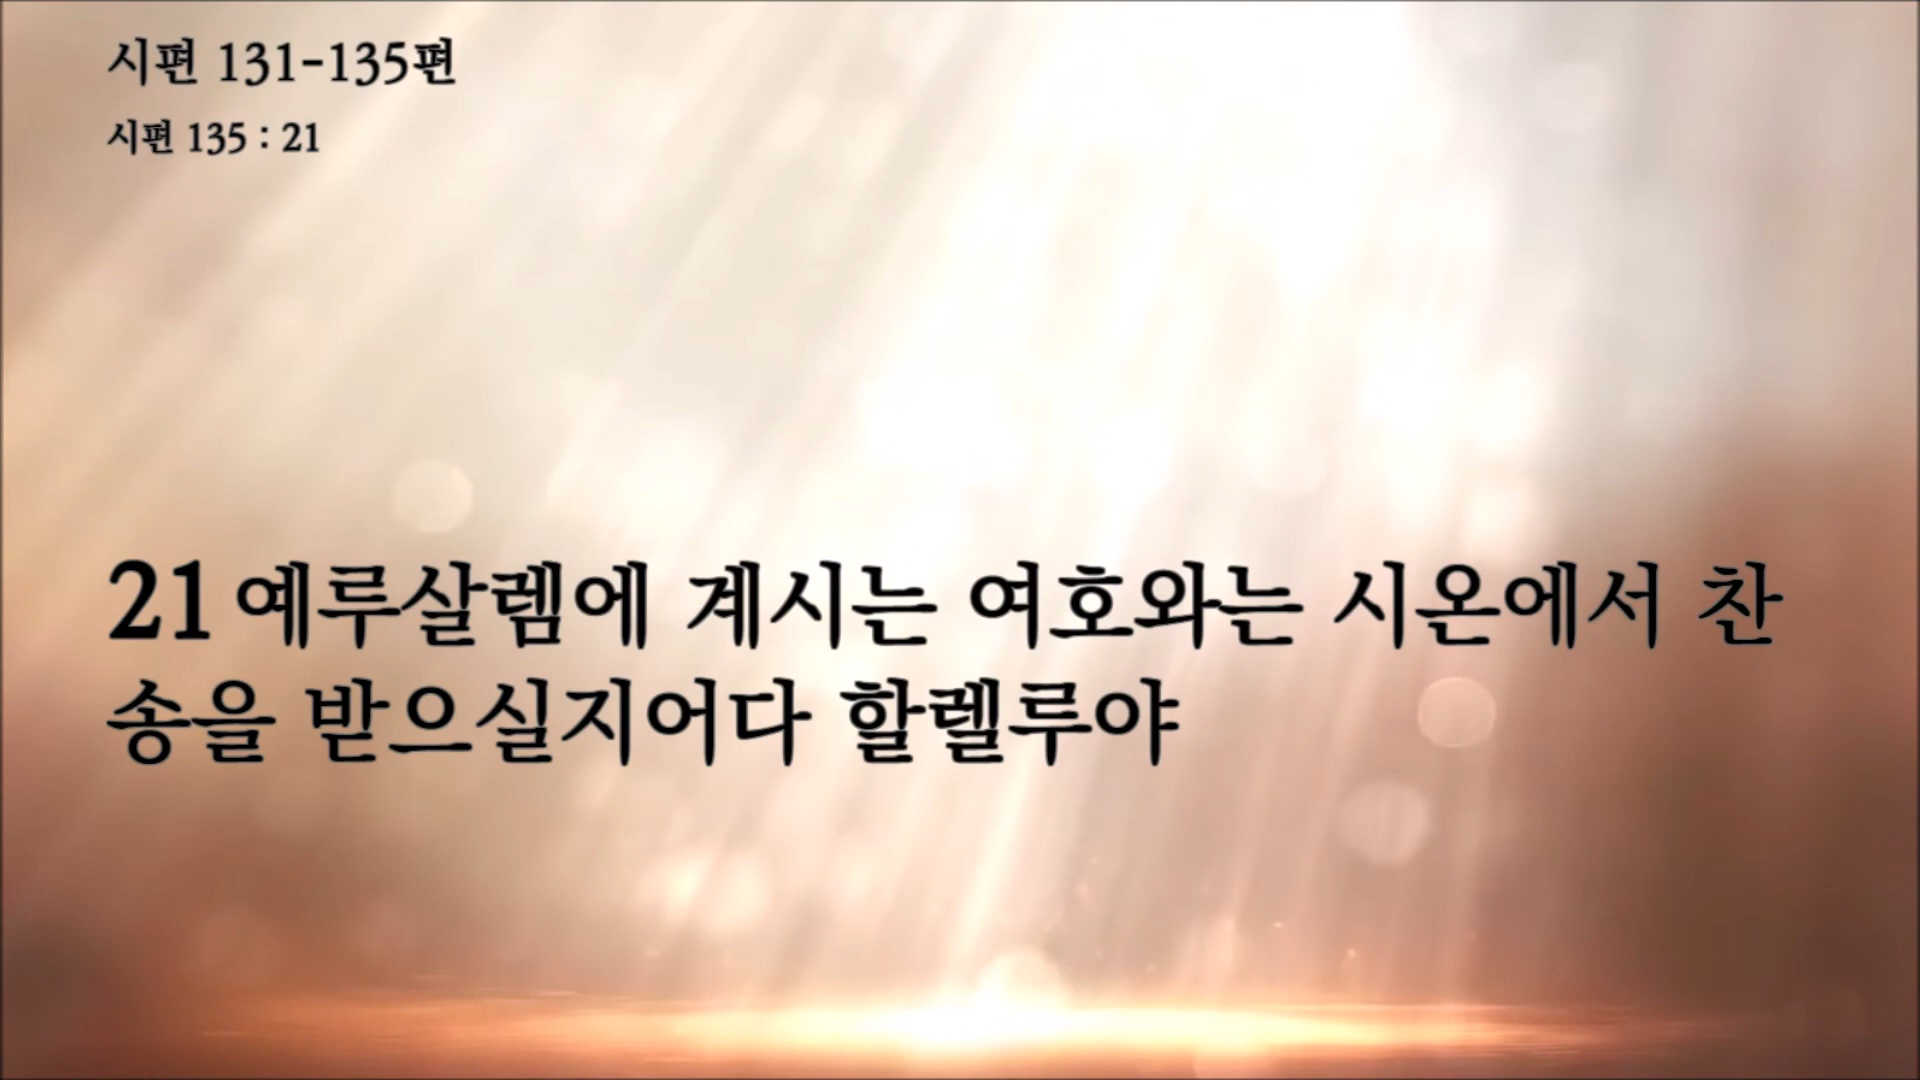 시편 131-135편
시편 135 : 21
21 예루살렘에 계시는 여호와는 시온에서 찬
송을 받으실지어다 할렐루야